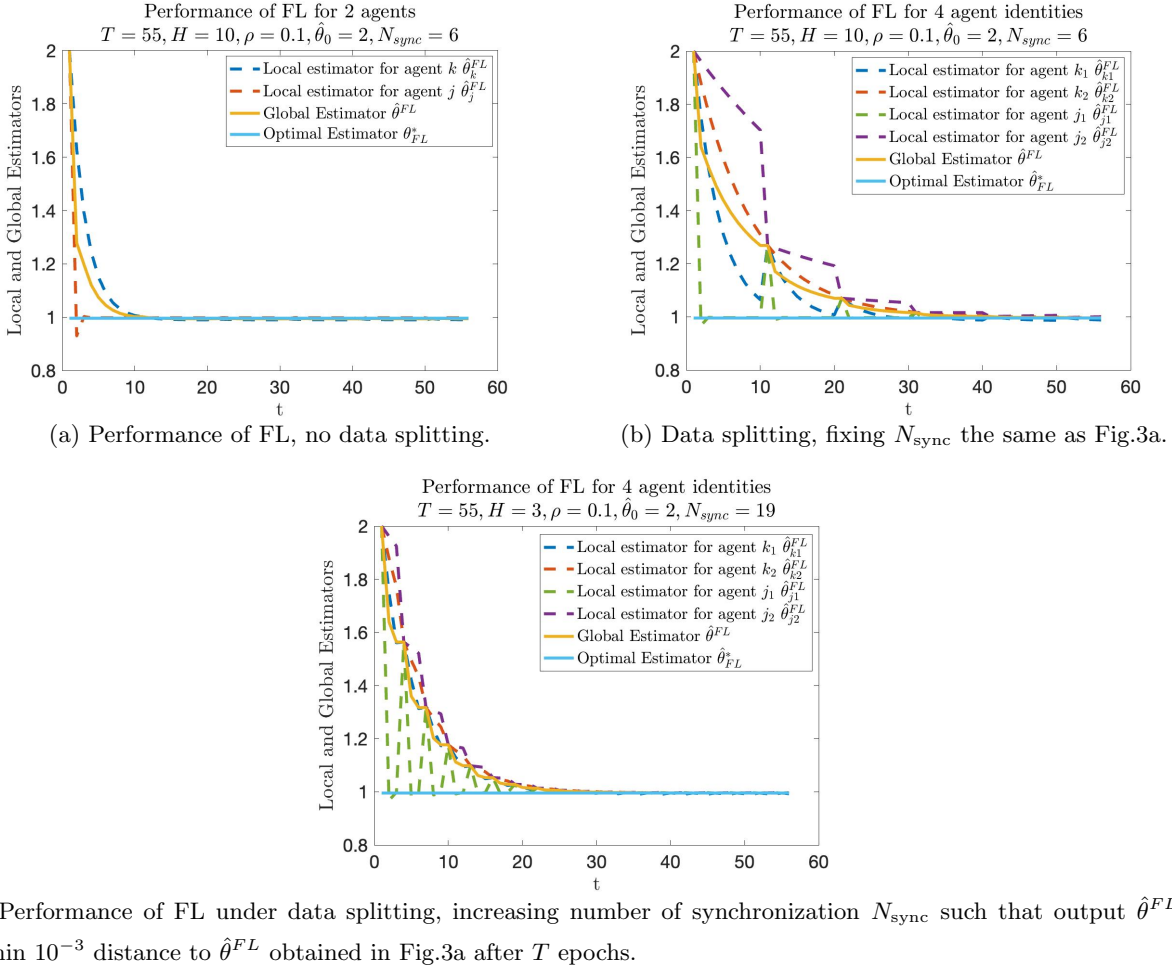 Performance of FL for 2 agents
T = 55, H = 10, ρ = 0.1, θ̂₀ = 2, N_sync = 6
Local and Global Estimators
2
1.8
1.6
1.4
1.2
1
0.8
Local estimator for agent k θ̂_k^FL
Local estimator for agent j θ̂_j^FL
Global Estimator θ̂^FL
Optimal Estimator θ*_FL
0 10 20 30 40 50 60
t
(a) Performance of FL, no data splitting.
Performance of FL for 4 agent identities
T = 55, H = 10, ρ = 0.1, θ̂₀ = 2, N_sync = 6
Local and Global Estimators
2
1.8
1.6
1.4
1.2
1
0.8
Local estimator for agent k₁ θ̂_k1^FL
Local estimator for agent k₂ θ̂_k2^FL
Local estimator for agent j₁ θ̂_j1^FL
Local estimator for agent j₂ θ̂_j2^FL
Global Estimator θ̂^FL
Optimal Estimator θ̂*_FL
0 10 20 30 40 50 60
t
(b) Data splitting, fixing N_sync the same as Fig.3a.
Performance of FL for 4 agent identities
T = 55, H = 3, ρ = 0.1, θ̂₀ = 2, N_sync = 19
Local and Global Estimators
2
1.8
1.6
1.4
1.2
1
0.8
Local estimator for agent k₁ θ̂_k1^FL
Local estimator for agent k₂ θ̂_k2^FL
Local estimator for agent j₁ θ̂_j1^FL
Local estimator for agent j₂ θ̂_j2^FL
Global Estimator θ̂^FL
Optimal Estimator θ̂*_FL
0 10 20 30 40 50 60
t
Performance of FL under data splitting, increasing number of synchronization N_sync such that output θ̂^FL
10⁻³ distance to θ̂^FL obtained in Fig.3a after T epochs.